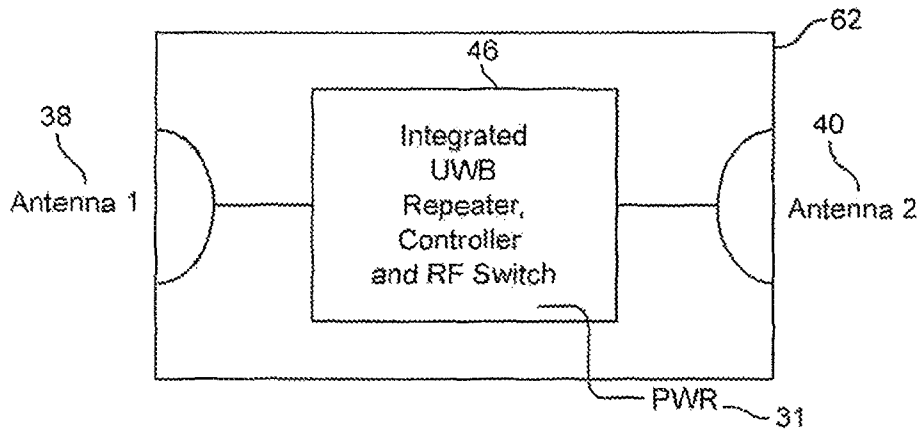 62
46
38
Antenna 1
Integrated
UWB
Repeater,
Controller
and RF Switch
40
Antenna 2
PWR
31